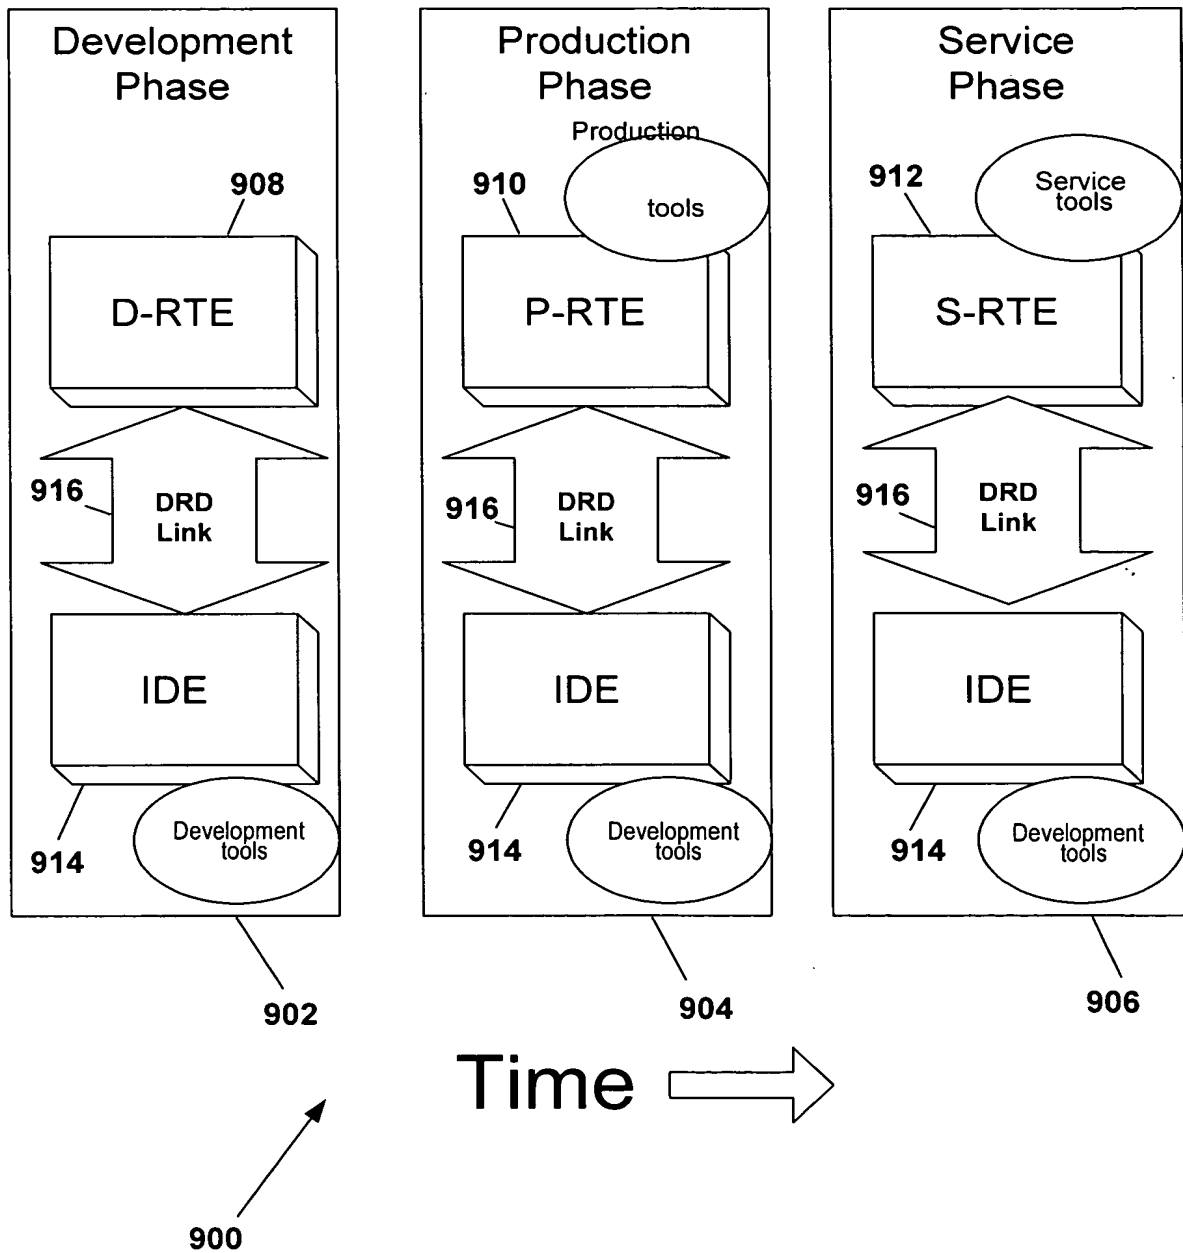 Development
Phase
908
D-RTE
916
DRD
Link
IDE
914
Development
tools
902
Production
Phase
Production
tools
910
P-RTE
916
DRD
Link
IDE
914
Development
tools
904
Service
Phase
912
Service
tools
S-RTE
916
DRD
Link
IDE
914
Development
tools
906
Time
900